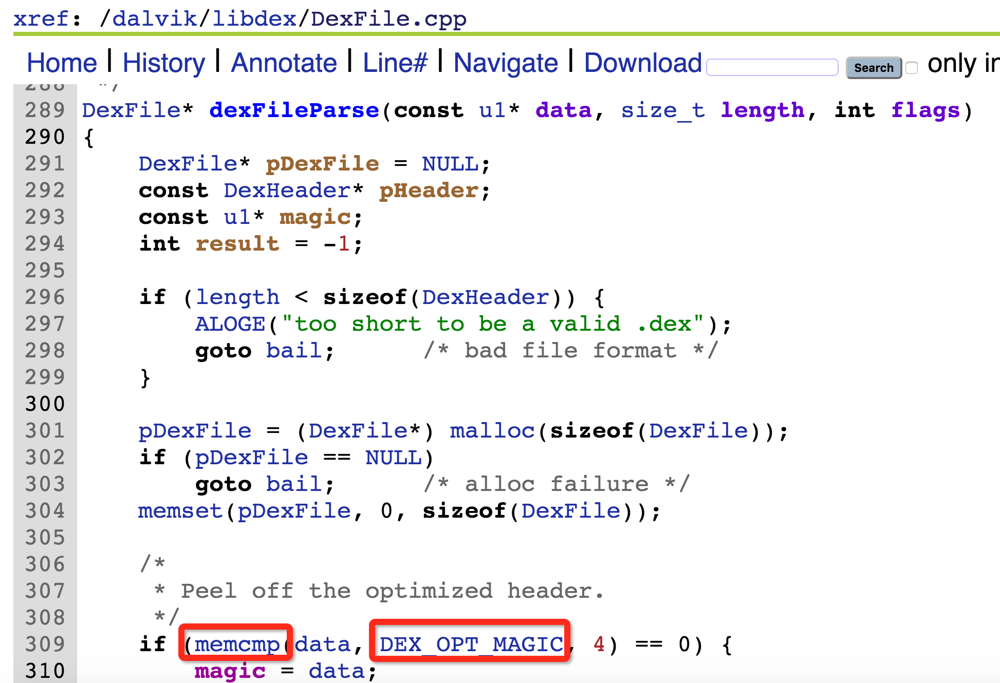 xref: /dalvik/libdex/DexFile.cpp
Home | History | Annotate | Line# | Navigate | Download Search only in
288 */
289 DexFile* dexFileParse(const u1* data, size_t length, int flags)
290 {
291     DexFile* pDexFile = NULL;
292     const DexHeader* pHeader;
293     const u1* magic;
294     int result = -1;
295
296     if (length < sizeof(DexHeader)) {
297         ALOGE("too short to be a valid .dex");
298         goto bail;      /* bad file format */
299     }
300
301     pDexFile = (DexFile*) malloc(sizeof(DexFile));
302     if (pDexFile == NULL)
303         goto bail;      /* alloc failure */
304     memset(pDexFile, 0, sizeof(DexFile));
305
306     /*
307      * Peel off the optimized header.
308      */
309     if (memcmp(data, DEX_OPT_MAGIC, 4) == 0) {
310         magic = data;